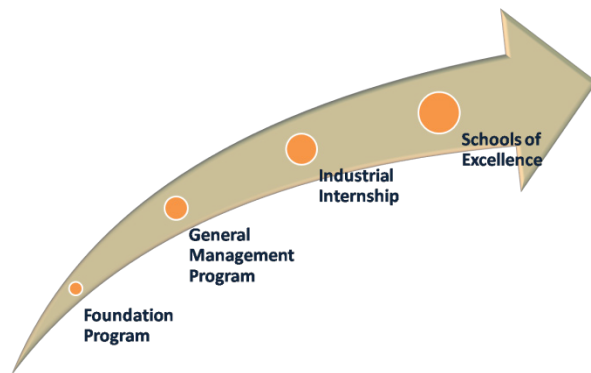 Foundation
Program
General
Management
Program
Industrial
Internship
Schools of
Excellence